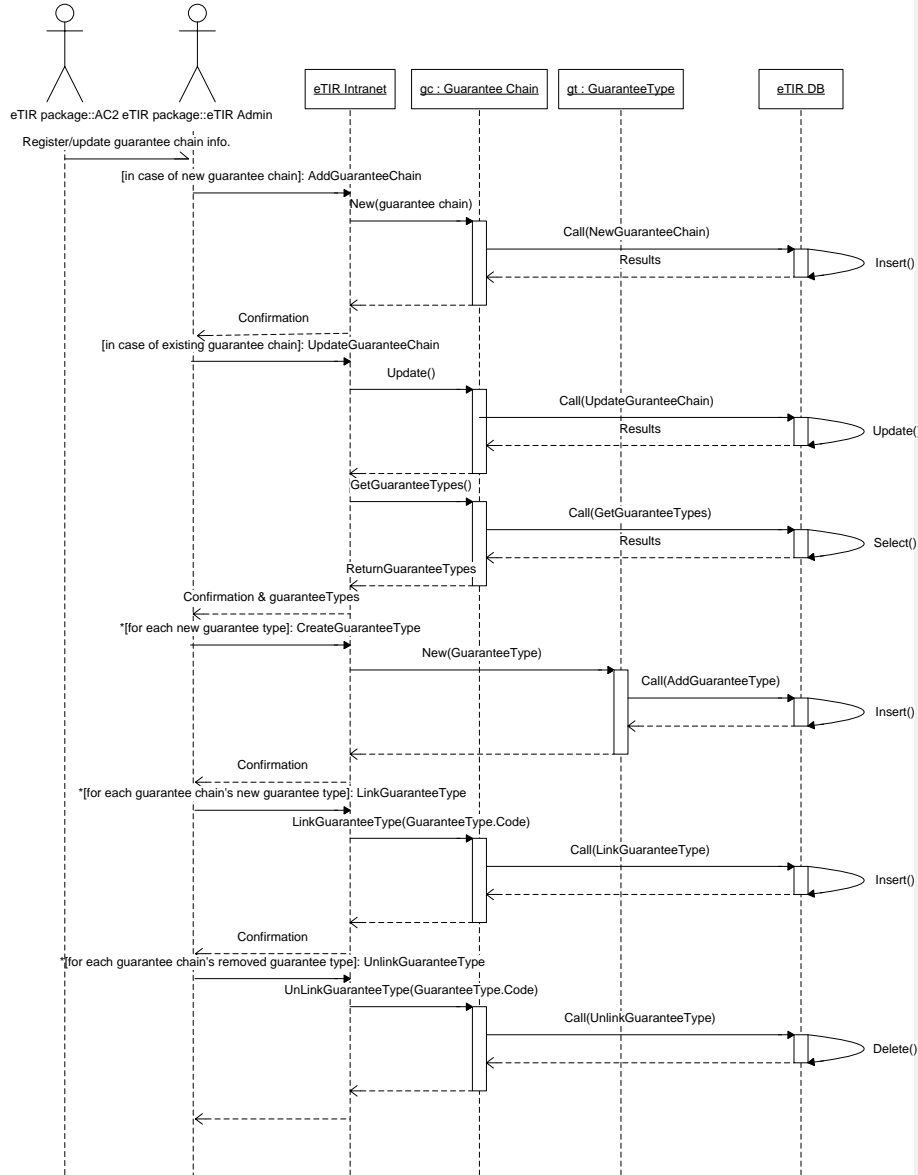 eTIR package::AC2
eTIR package::eTIR Admin
eTIR Intranet
gc : Guarantee Chain
gt : GuaranteeType
eTIR DB
Register/update guarantee chain info.
[in case of new guarantee chain]: AddGuaranteeChain
New(guarantee chain)
Call(NewGuaranteeChain)
Results
Insert()
Confirmation
[in case of existing guarantee chain]: UpdateGuaranteeChain
Update()
Call(UpdateGuranteeChain)
Results
Update()
GetGuaranteeTypes()
Call(GetGuaranteeTypes)
Results
Select()
ReturnGuaranteeTypes
Confirmation & guaranteeTypes
*[for each new guarantee type]: CreateGuaranteeType
New(GuaranteeType)
Call(AddGuaranteeType)
Insert()
Confirmation
*[for each guarantee chain's new guarantee type]: LinkGuaranteeType
LinkGuaranteeType(GuaranteeType.Code)
Call(LinkGuaranteeType)
Insert()
Confirmation
*[for each guarantee chain's removed guarantee type]: UnlinkGuaranteeType
UnLinkGuaranteeType(GuaranteeType.Code)
Call(UnlinkGuaranteeType)
Delete()